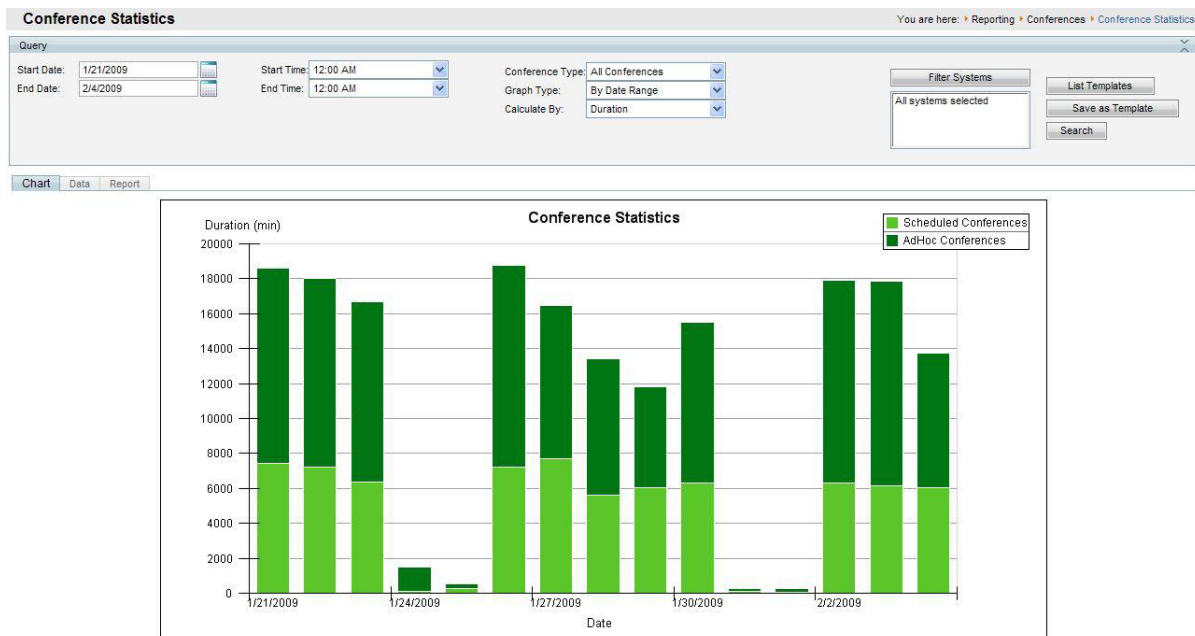 Conference Statistics
You are here: Reporting Conferences Conference Statistics
Query
Start Date: 1/21/2009
End Date: 2/4/2009
Start Time: 12:00 AM
End Time: 12:00 AM
Conference Type: All Conferences
Graph Type: By Date Range
Calculate By: Duration
Filter Systems
All systems selected
List Templates
Save as Template
Search
Chart Data Report
Conference Statistics
Duration (min)
Scheduled Conferences
AdHoc Conferences
20000
18000
16000
14000
12000
10000
8000
6000
4000
2000
0
1/21/2009 1/24/2009 1/27/2009 1/30/2009 2/2/2009
Date